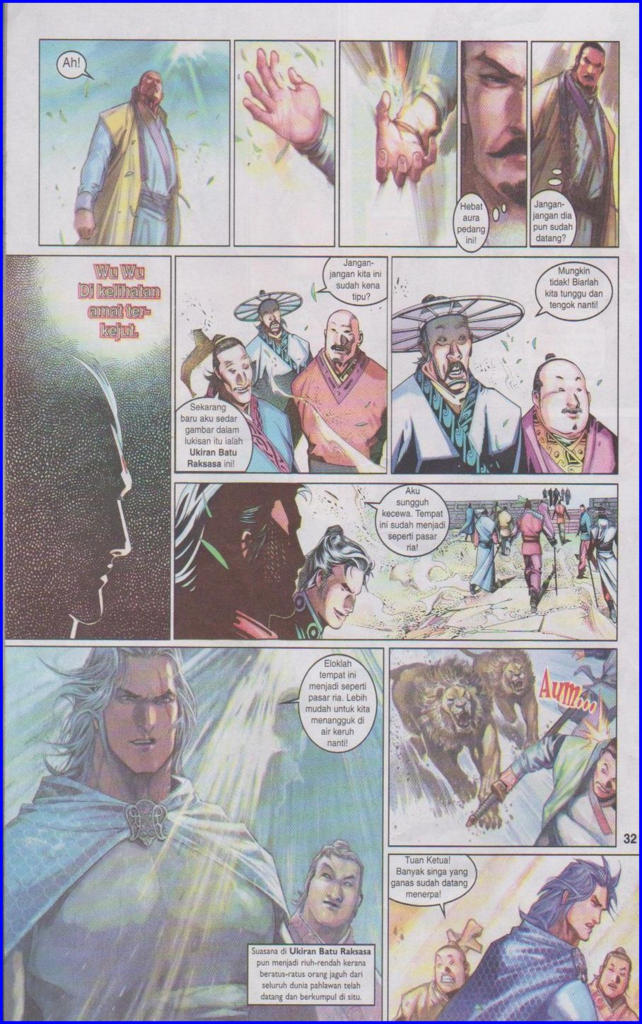 Ah!
Hebat
aura
pedang
ini!
Jangan-
jangan dia
pun sudah
datang?
Wu Wu
Di kelihatan
amat ter-
kejut.
Jangan-
jangan kita ini
sudah kena
tipu?
Sekarang
baru aku sedar
gambar dalam
lukisan itu ialah
Ukiran Batu
Raksasa ini!
Mungkin
tidak! Biarlah
kita tunggu dan
tengok nanti!
Aku
sungguh
kecewa. Tempat
ini sudah menjadi
seperti pasar
ria!
Eloklah
tempat ini
menjadi seperti
pasar ria. Lebih
mudah untuk kita
menangguk di
air keruh
nanti!
Suasana di Ukiran Batu Raksasa
pun menjadi riuh-rendah kerana
beratus-ratus orang jaguh dari
seluruh dunia pahlawan telah
datang dan berkumpul di situ.
Aum...
32
Tuan Ketua!
Banyak singa yang
ganas sudah datang
menerpa!